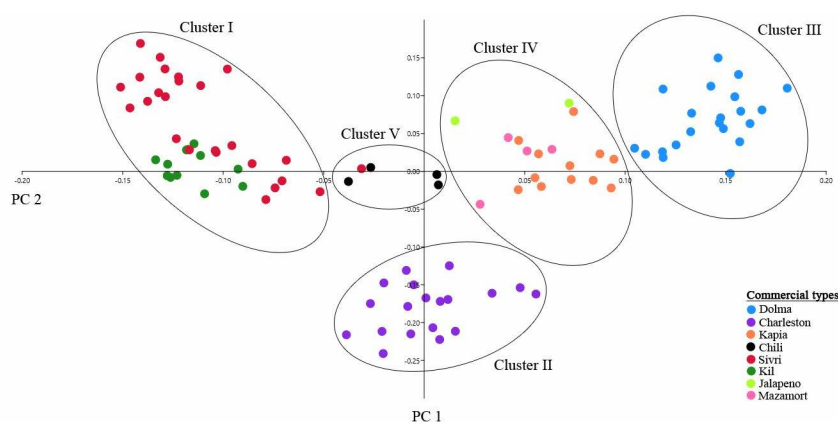 Cluster I
Cluster III
Cluster IV
0.15
0.10
Cluster V
0.05
-0.20
-0.15
-0.10
-0.05
0.00
0.05
0.10
0.15
0.20
PC 2
-0.05
-0.10
-0.15
-0.20
-0.25
Cluster II
PC 1
Commercial types
Dolma
Charleston
Kapia
Chili
Sivri
Kil
Jalapeno
Mazamort